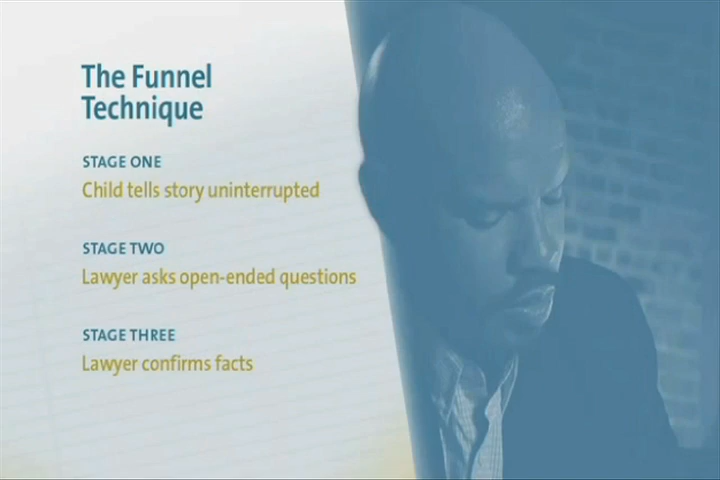 The Funnel
Technique
STAGE ONE
Child tells story uninterrupted
STAGE TWO
Lawyer asks open-ended questions
STAGE THREE
Lawyer confirms facts